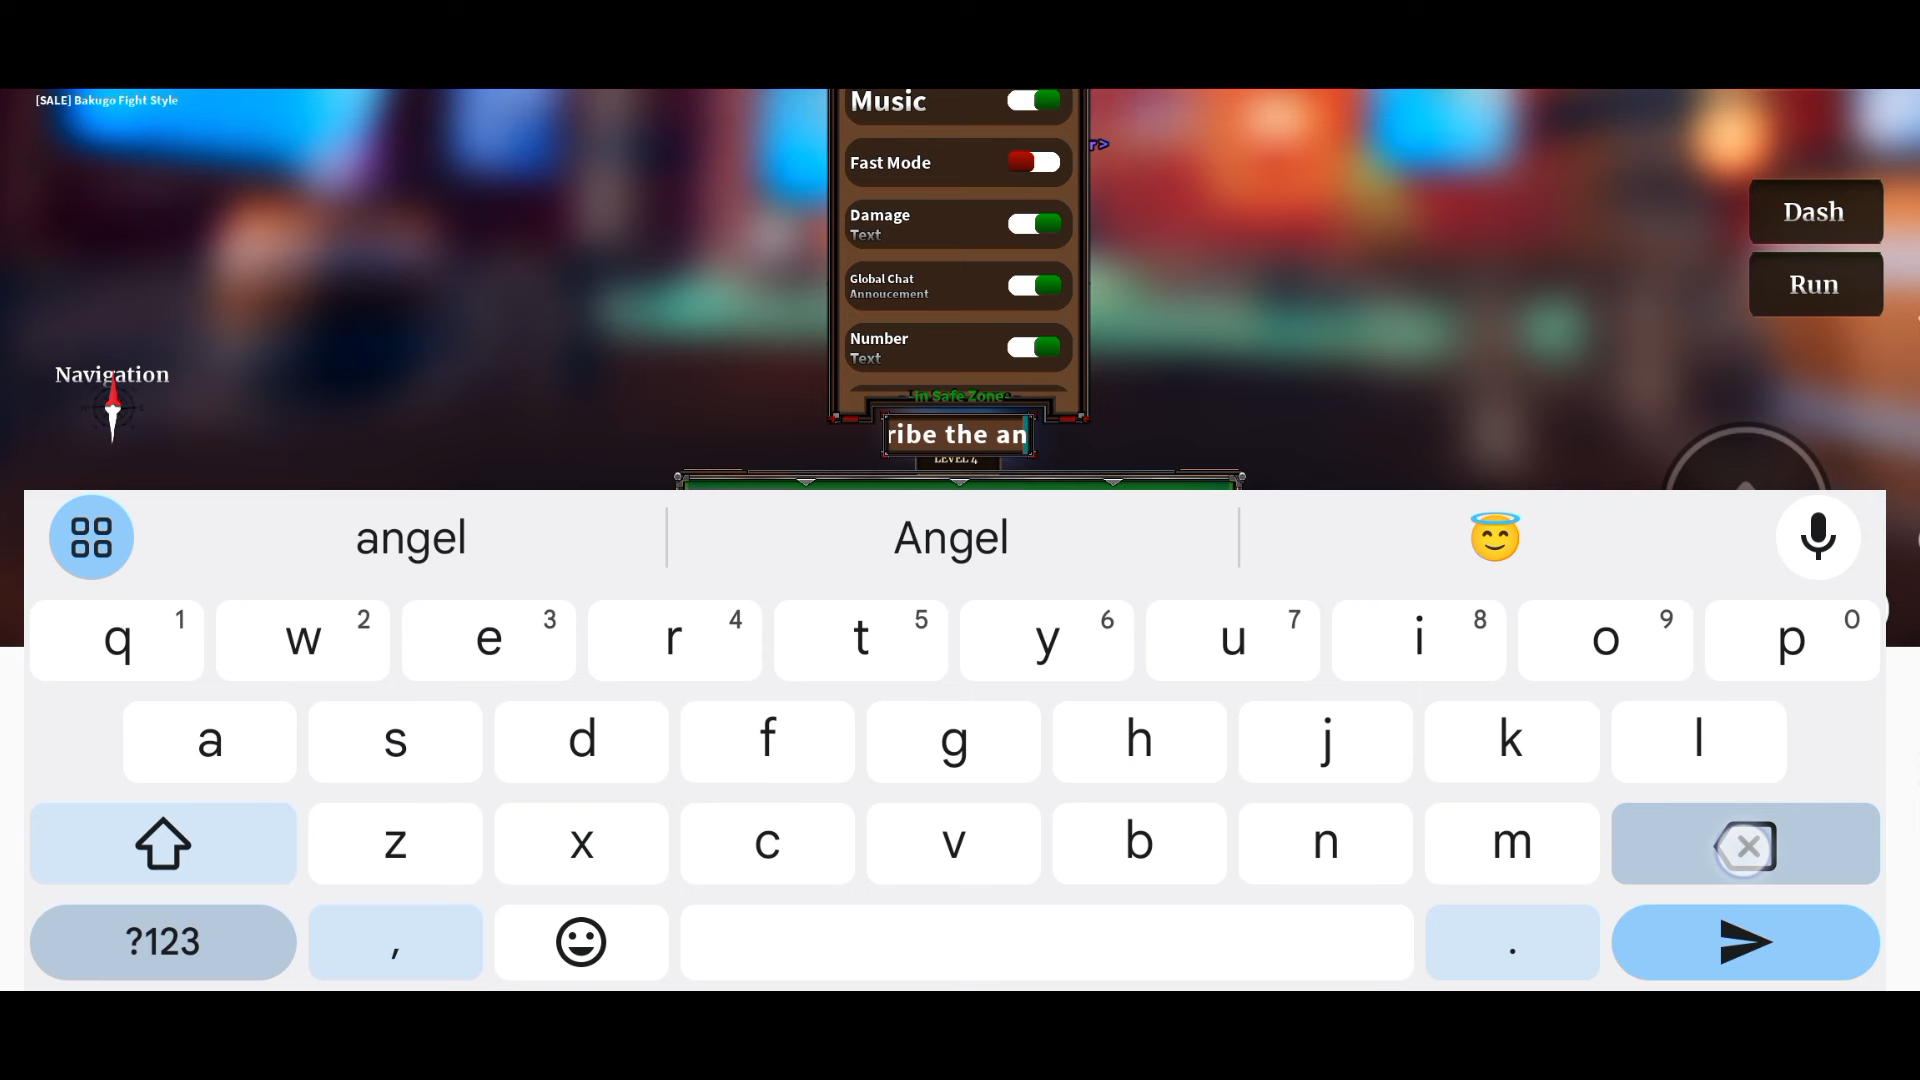 [SALE] Bakugo Fight Style
Music
Fast Mode
r>
Damage
Text
Dash
Global Chat
Annoucement
Run
Number
Text
Navigation
In Safe Zone
ribe the an
LEVEL 4
angel Angel
q 1 w 2 e 3 r 4 t 5 y 6 u 7 i 8 o 9 p 0
a s d f g h j k l
z x c v b n m
?123 , .